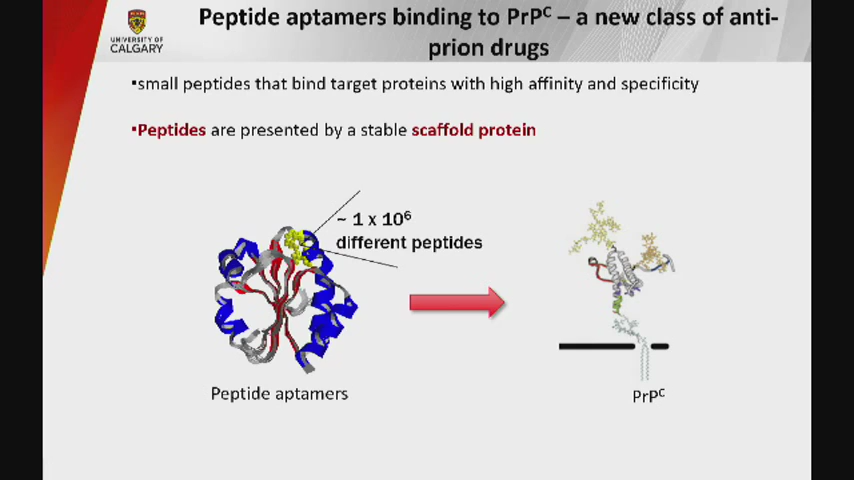 Peptide aptamers binding to PrPᶜ – a new class of anti-
prion drugs
UNIVERSITY OF
CALGARY
▪small peptides that bind target proteins with high affinity and specificity
▪Peptides are presented by a stable scaffold protein
~ 1 x 10⁶
different peptides
Peptide aptamers
PrPᶜ